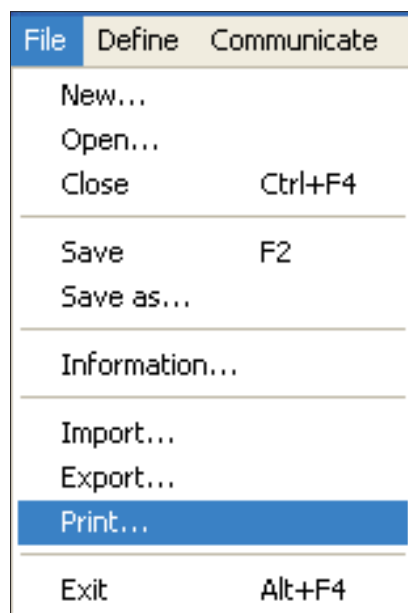 File Define Communicate
New...
Open...
Close Ctrl+F4
Save F2
Save as...
Information...
Import...
Export...
Print...
Exit Alt+F4